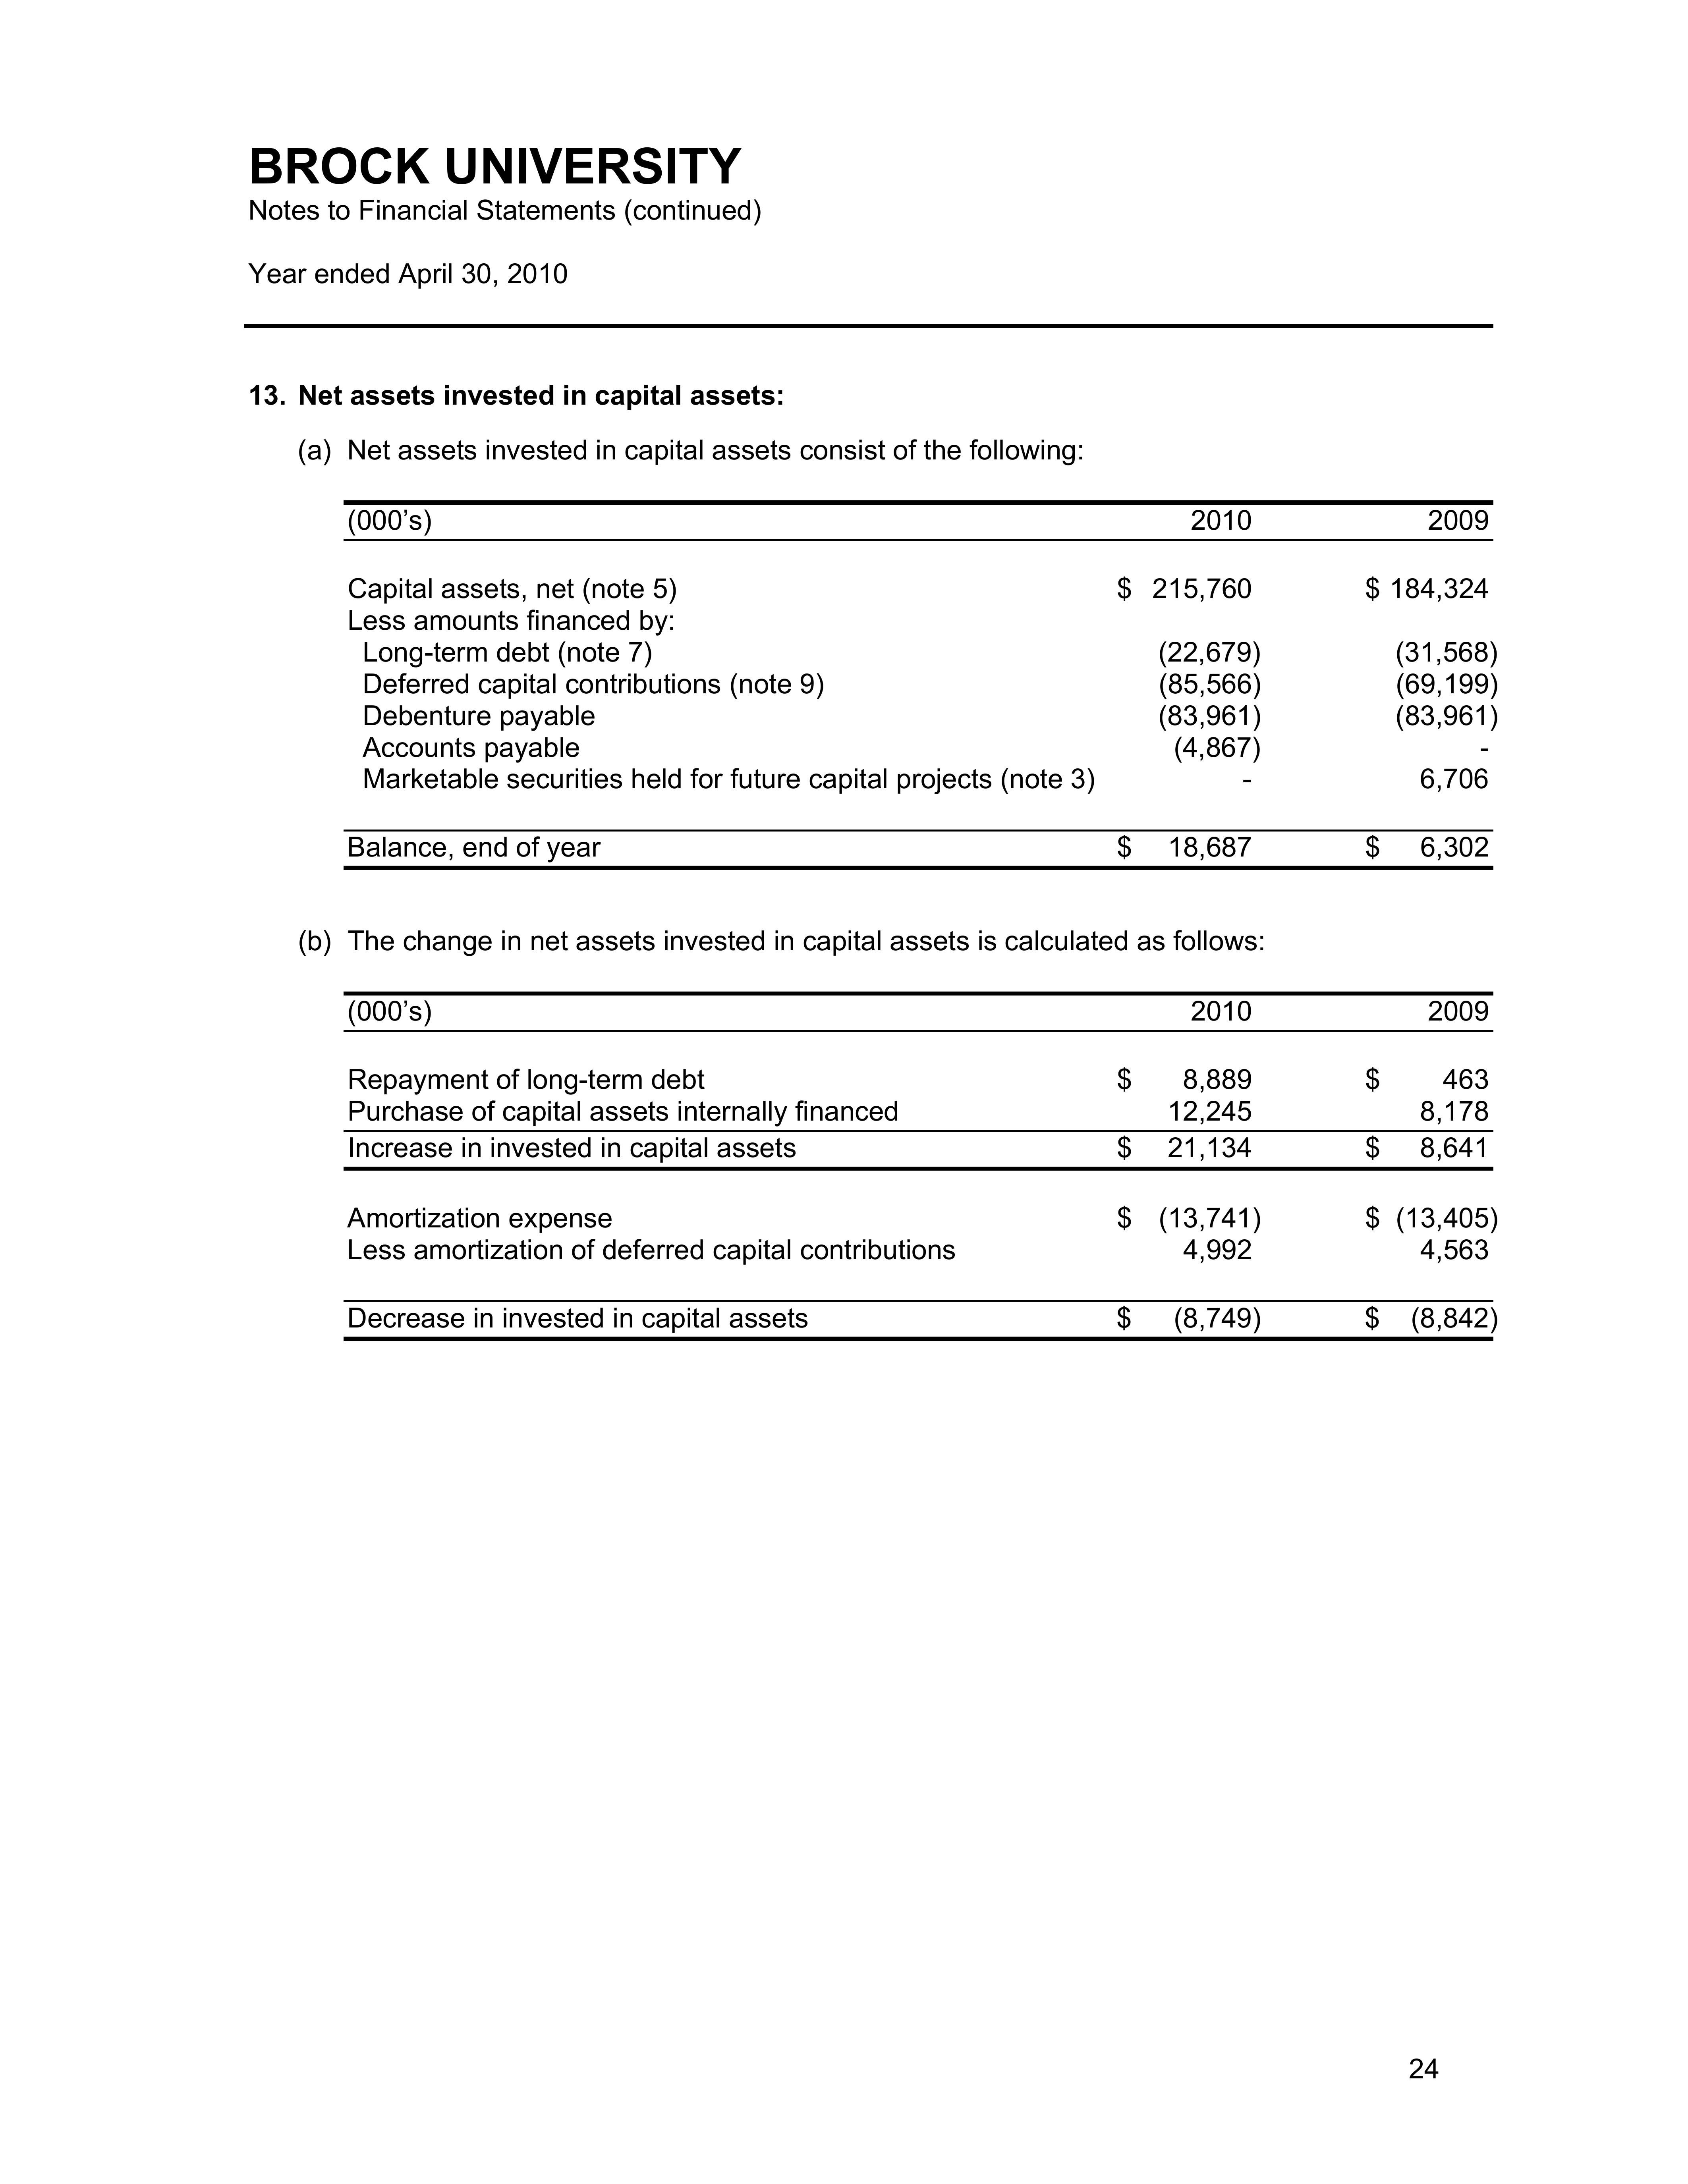 BROCK UNIVERSITY
Notes to Financial Statements (continued)
Year ended April 30, 2010
13. Net assets invested in capital assets:
(a) Net assets invested in capital assets consist of the following:
(000’s) 2010 2009
Capital assets, net (note 5) $ 215,760 $ 184,324
Less amounts financed by:
Long-term debt (note 7) (22,679) (31,568)
Deferred capital contributions (note 9) (85,566) (69,199)
Debenture payable (83,961) (83,961)
Accounts payable (4,867) -
Marketable securities held for future capital projects (note 3) - 6,706
Balance, end of year $ 18,687 $ 6,302
(b) The change in net assets invested in capital assets is calculated as follows:
(000’s) 2010 2009
Repayment of long-term debt $ 8,889 $ 463
Purchase of capital assets internally financed 12,245 8,178
Increase in invested in capital assets $ 21,134 $ 8,641
Amortization expense $ (13,741) $ (13,405)
Less amortization of deferred capital contributions 4,992 4,563
Decrease in invested in capital assets $ (8,749) $ (8,842)
24